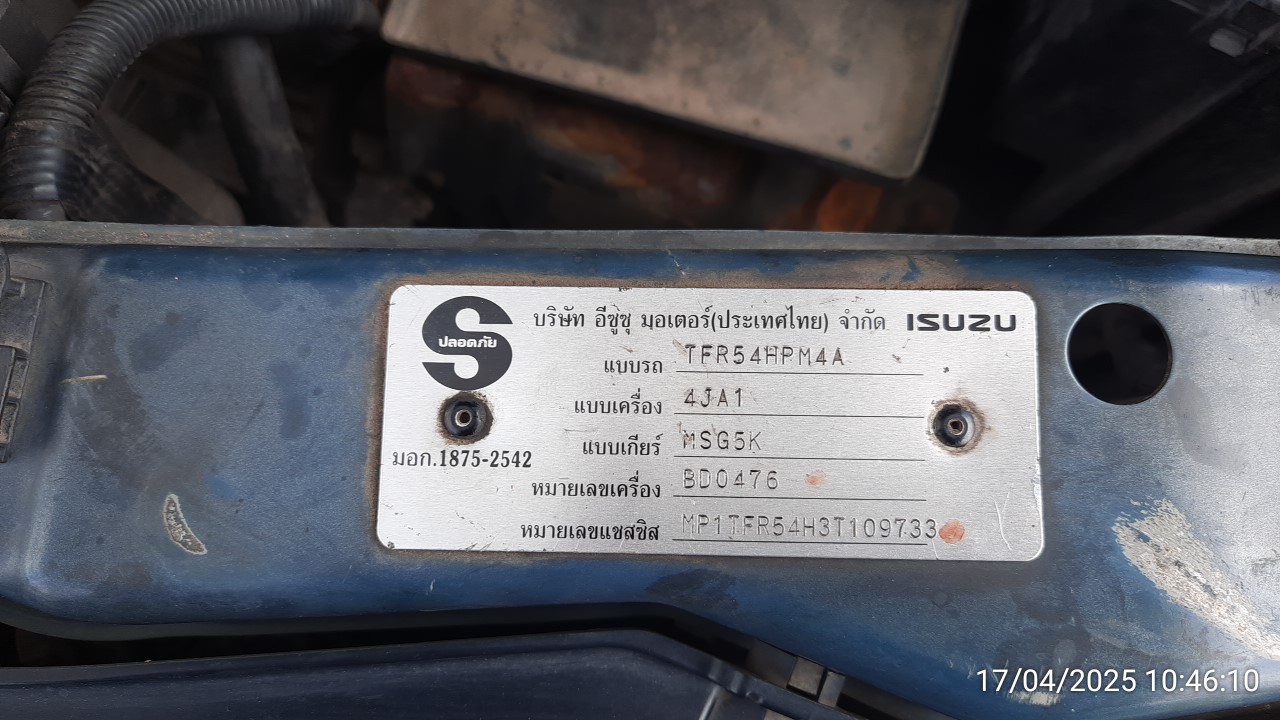 บริษัท อีซูซุ มอเตอร์(ประเทศไทย) จำกัด ISUZU
S
ปลอดภัย
มอก.1875-2542
แบบรถ TFR54HPM4A
แบบเครื่อง 4JA1
แบบเกียร์ MSG5K
หมายเลขเครื่อง BD0476
หมายเลขแชสซิส MP1TFR54H3T109733
17/04/2025 10:46:10